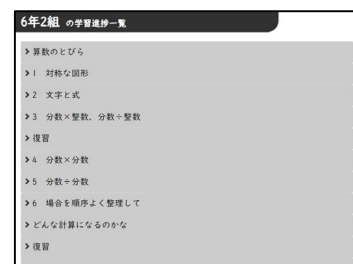 6年2組 の学習進捗一覧
> 算数のとびら
> 1 対称な図形
> 2 文字と式
> 3 分数×整数、分数÷整数
> 復習
> 4 分数×分数
> 5 分数÷分数
> 6 場合を順序よく整理して
> どんな計算になるのかな
> 復習